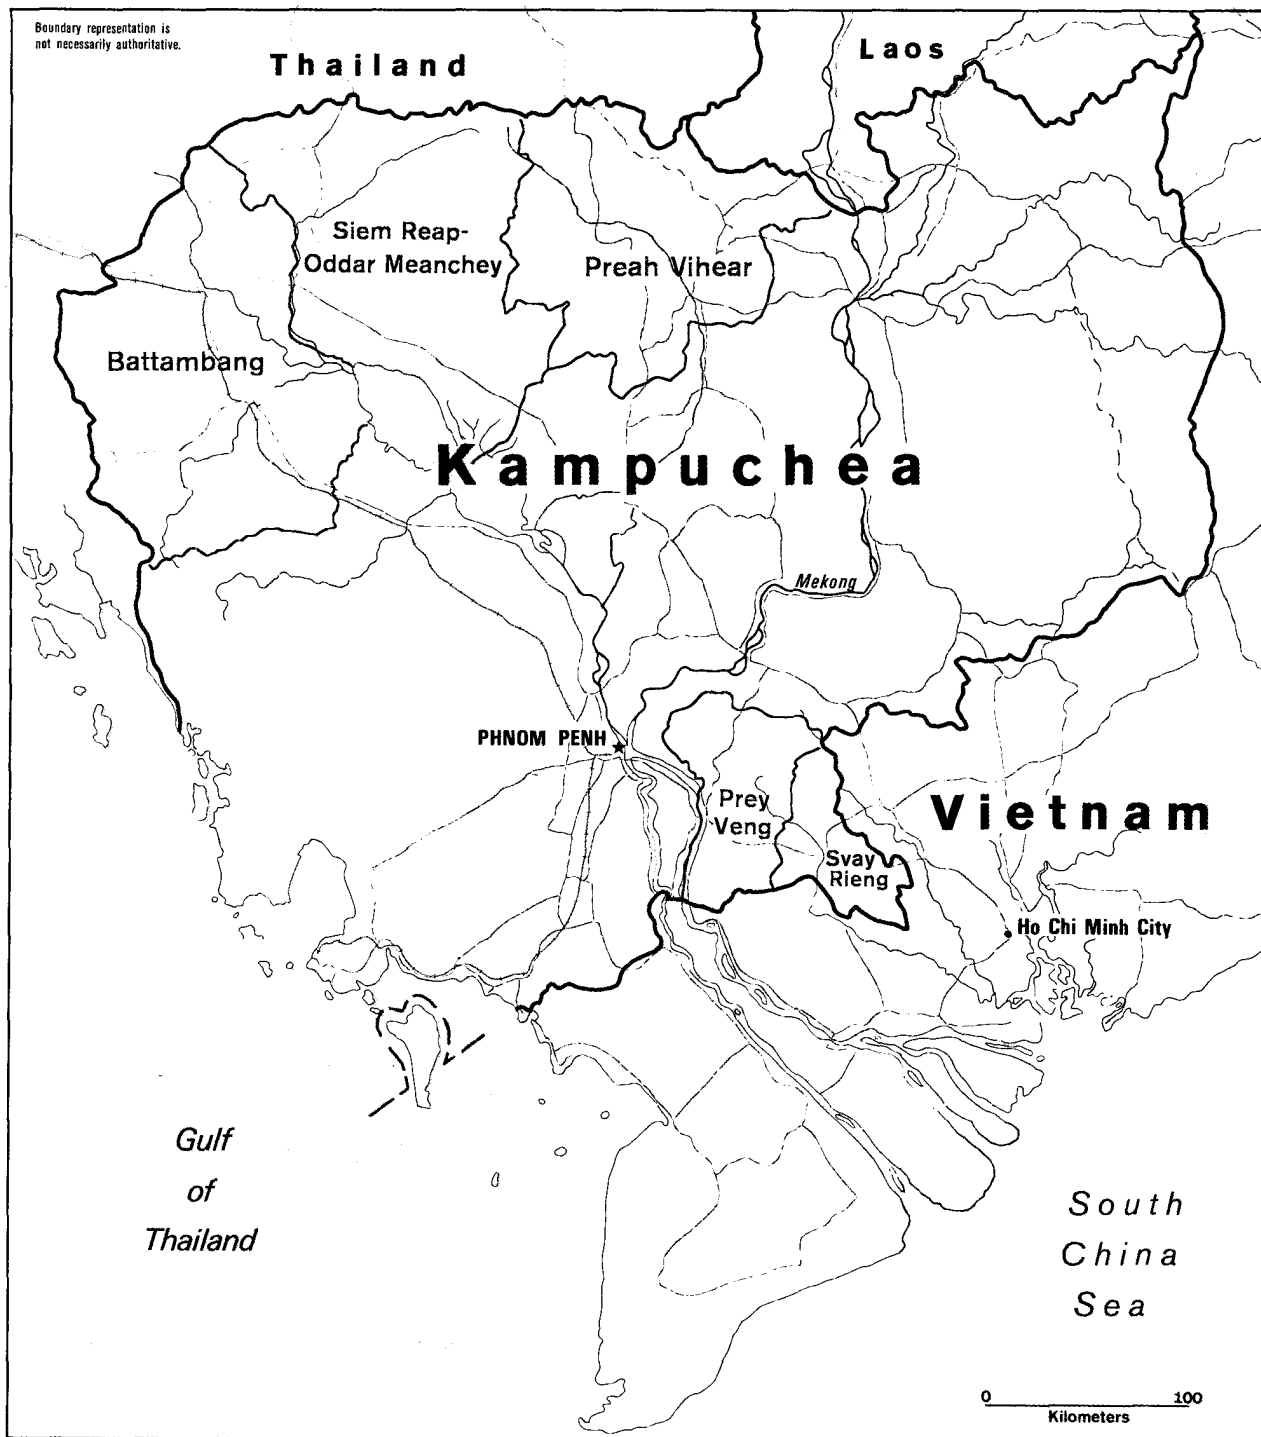 Boundary representation is
not necessarily authoritative.
Thailand
Laos
Siem Reap-
Oddar Meanchey
Preah Vihear
Battambang
Kampuchea
Mekong
PHNOM PENH
Prey
Veng
Vietnam
Svay
Rieng
Ho Chi Minh City
Gulf
of
Thailand
South
China
Sea
0 100
Kilometers